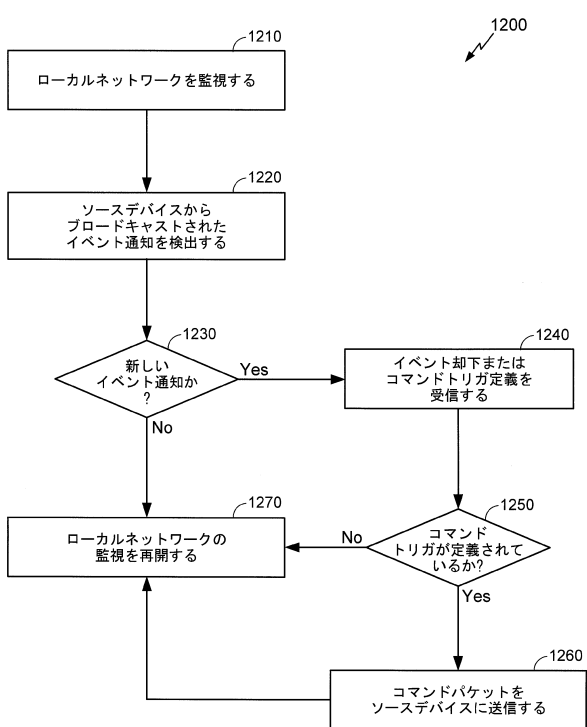 1200
1210
ローカルネットワークを監視する
1220
ソースデバイスから
ブロードキャストされた
イベント通知を検出する
1230
新しい
イベント通知か
?
Yes
No
1240
イベント却下または
コマンドトリガ定義を
受信する
1250
コマンド
トリガが定義されて
いるか?
No
Yes
1270
ローカルネットワークの
監視を再開する
1260
コマンドパケットを
ソースデバイスに送信する